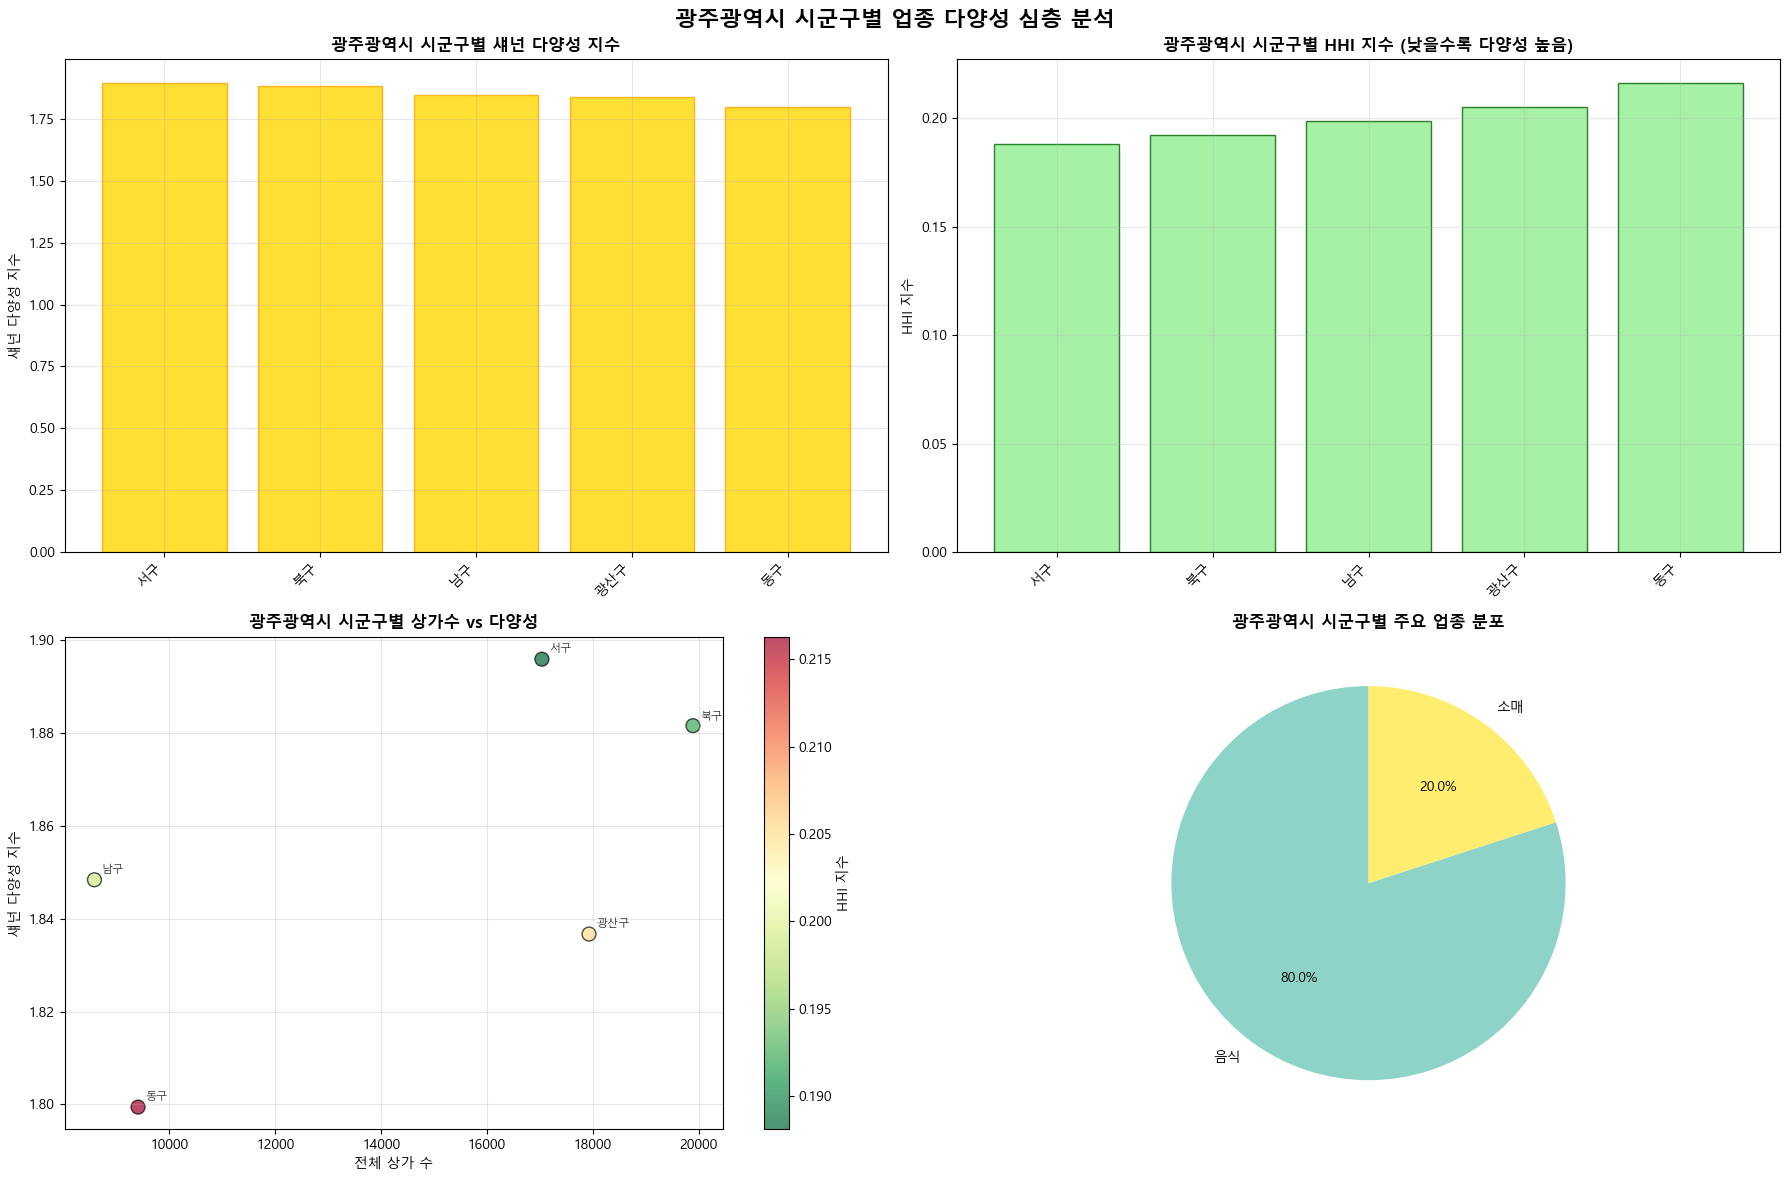 광주광역시 시군구별 업종 다양성 심층 분석
광주광역시 시군구별 섀넌 다양성 지수
섀넌 다양성 지수
1.75
1.50
1.25
1.00
0.75
0.50
0.25
0.00
서구
북구
남구
광산구
동구
광주광역시 시군구별 HHI 지수 (낮을수록 다양성 높음)
HHI 지수
0.20
0.15
0.10
0.05
0.00
서구
북구
남구
광산구
동구
광주광역시 시군구별 상가수 vs 다양성
섀넌 다양성 지수
1.90
1.88
1.86
1.84
1.82
1.80
서구
북구
남구
광산구
동구
10000
12000
14000
16000
18000
20000
전체 상가 수
0.215
0.210
0.205
0.200
0.195
0.190
HHI 지수
광주광역시 시군구별 주요 업종 분포
소매
20.0%
80.0%
음식